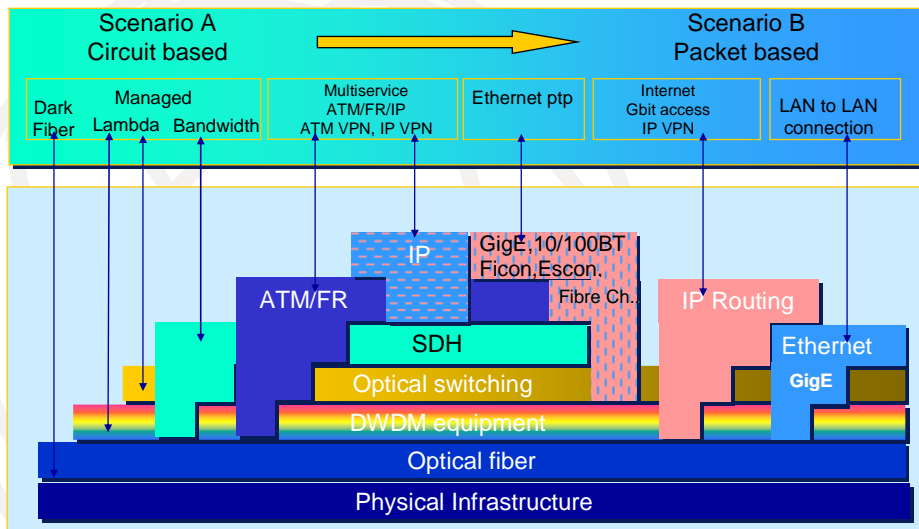 Scenario A
Circuit based
Scenario B
Packet based
Dark
Fiber
Managed
Lambda
Bandwidth
Multiservice
ATM/FR/IP
ATM VPN, IP VPN
Ethernet ptp
Internet
Gbit access
IP VPN
LAN to LAN
connection
IP
GigE,10/100BT
Ficon,Escon.
Fibre Ch..
ATM/FR
IP Routing
SDH
Ethernet
GigE
Optical switching
DWDM equipment
Optical fiber
Physical Infrastructure